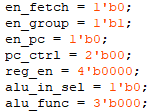 en_fetch = 1'b0;
en_group = 1'b1;
en_pc = 1'b0;
pc_ctrl = 2'b00;
reg_en = 4'b0000;
alu_in_sel = 1'b0;
alu_func = 3'b000;